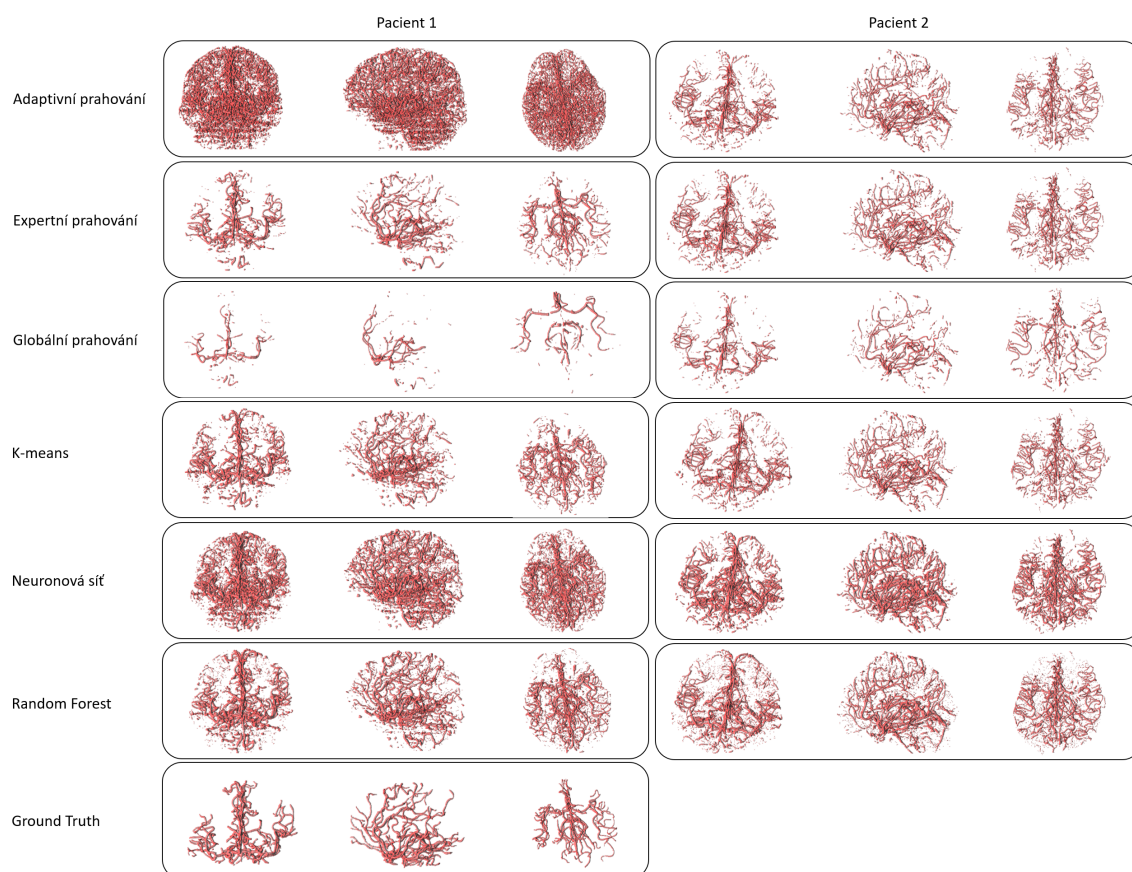 Pacient 1
Pacient 2
Adaptivní prahování
Expertní prahování
Globální prahování
K-means
Neuronová síť
Random Forest
Ground Truth